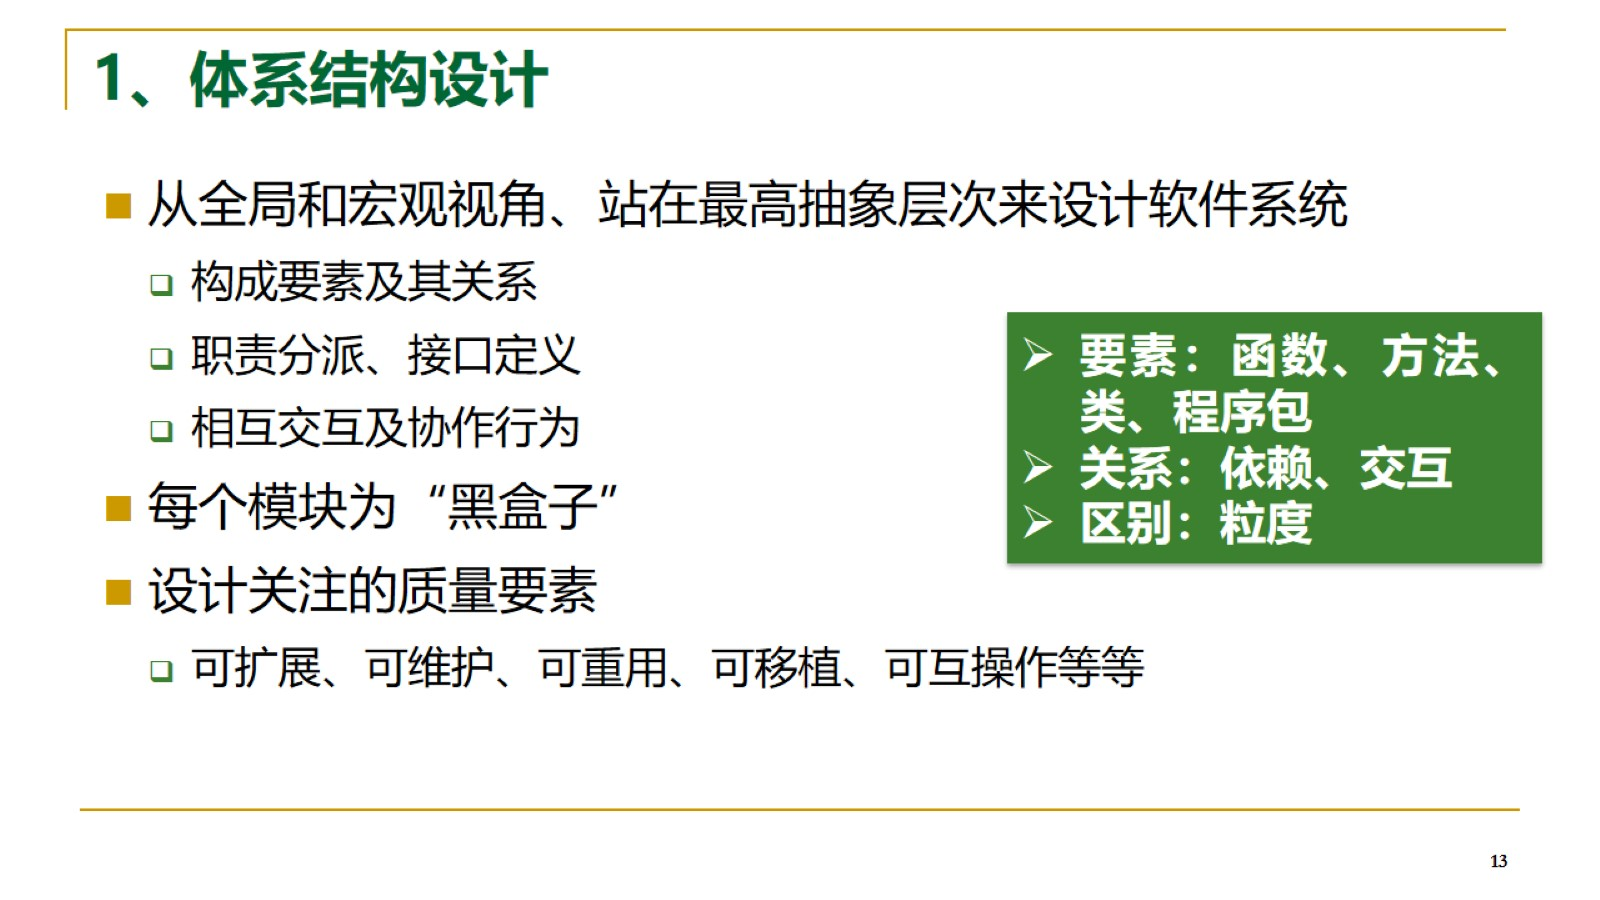 1、体系结构设计
从全局和宏观视角、站在最高抽象层次来设计软件系统
构成要素及其关系
职责分派、接口定义
相互交互及协作行为
每个模块为“黑盒子”
设计关注的质量要素
可扩展、可维护、可重用、可移植、可互操作等等
要素：函数、方法、
类、程序包
关系：依赖、交互
区别：粒度
13